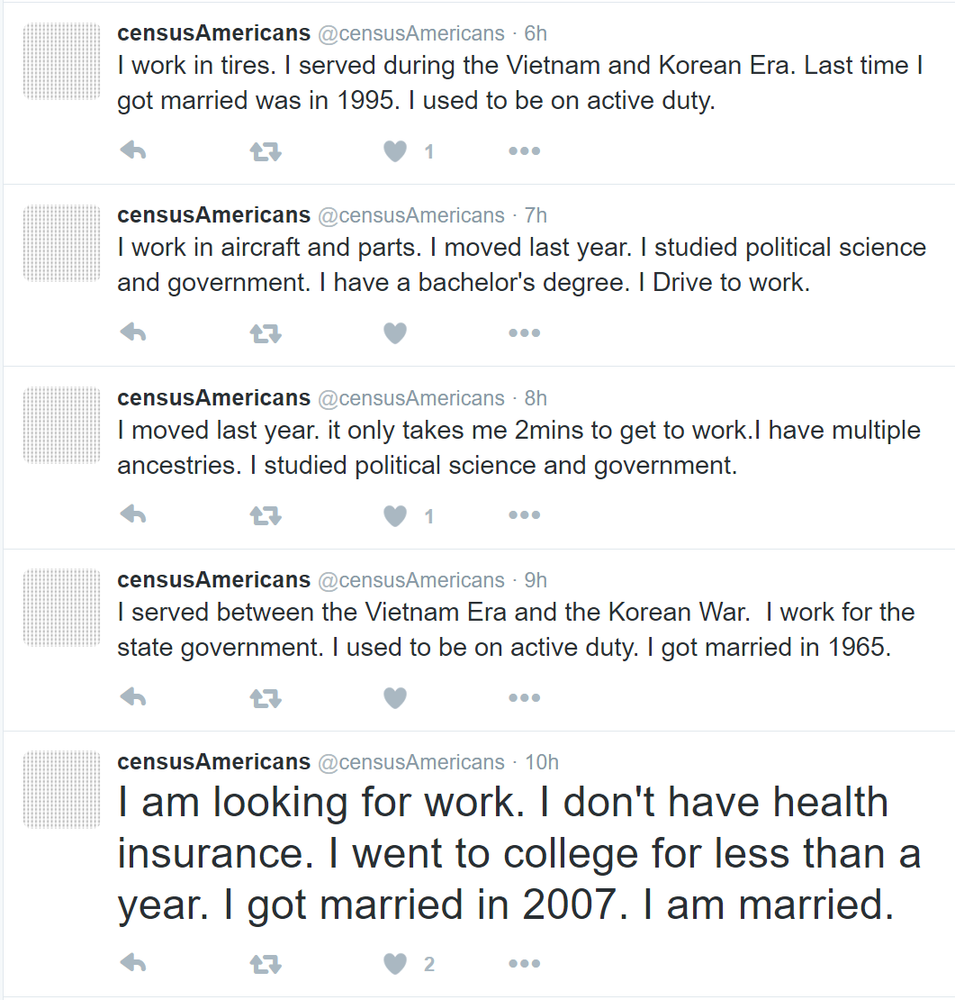 censusAmericans @censusAmericans · 6h
I work in tires. I served during the Vietnam and Korean Era. Last time I
got married was in 1995. I used to be on active duty.
1
censusAmericans @censusAmericans · 7h
I work in aircraft and parts. I moved last year. I studied political science
and government. I have a bachelor's degree. I Drive to work.
censusAmericans @censusAmericans · 8h
I moved last year. it only takes me 2mins to get to work.I have multiple
ancestries. I studied political science and government.
1
censusAmericans @censusAmericans · 9h
I served between the Vietnam Era and the Korean War.  I work for the
state government. I used to be on active duty. I got married in 1965.
censusAmericans @censusAmericans · 10h
I am looking for work. I don't have health
insurance. I went to college for less than a
year. I got married in 2007. I am married.
2